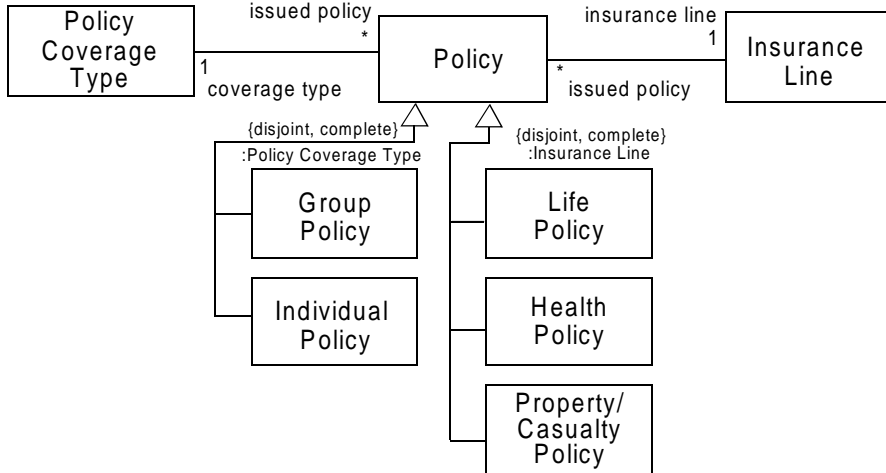 Policy
Coverage
Type
issued policy
*
1
coverage type
Policy
insurance line
1
*
issued policy
Insurance
Line
{disjoint, complete}
:Policy Coverage Type
{disjoint, complete}
:Insurance Line
Group
Policy
Individual
Policy
Life
Policy
Health
Policy
Property/
Casualty
Policy